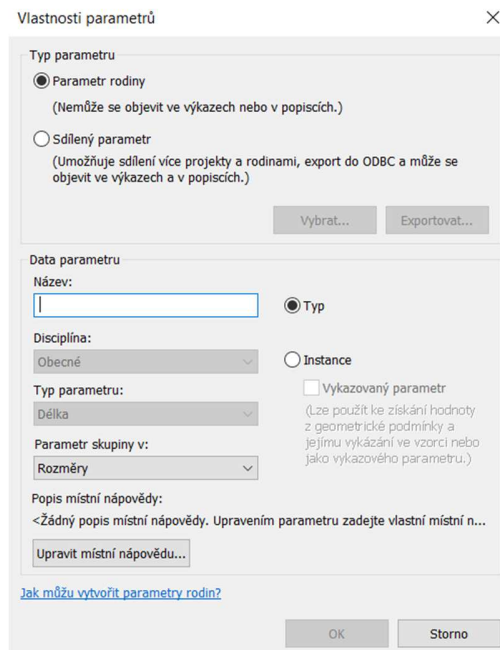 Vlastnosti parametrů
Typ parametru
Parametr rodiny
(Nemůže se objevit ve výkazech nebo v popiscích.)
Sdílený parametr
(Umožňuje sdílení více projekty a rodinami, export do ODBC a může se
objevit ve výkazech a v popiscích.)
Vybrat...
Exportovat...
Data parametru
Název:
Typ
Disciplína:
Obecné
Instance
Typ parametru:
Vykazovaný parametr
Délka
(Lze použít ke získání hodnoty
z geometrické podmínky a
jejímu vykázání ve vzorci nebo
jako vykazového parametru.)
Parametr skupiny v:
Rozměry
Popis místní nápovědy:
<Žádný popis místní nápovědy. Upravením parametru zadejte vlastní místní n...
Upravit místní nápovědu...
Jak můžu vytvořit parametry rodin?
OK
Storno